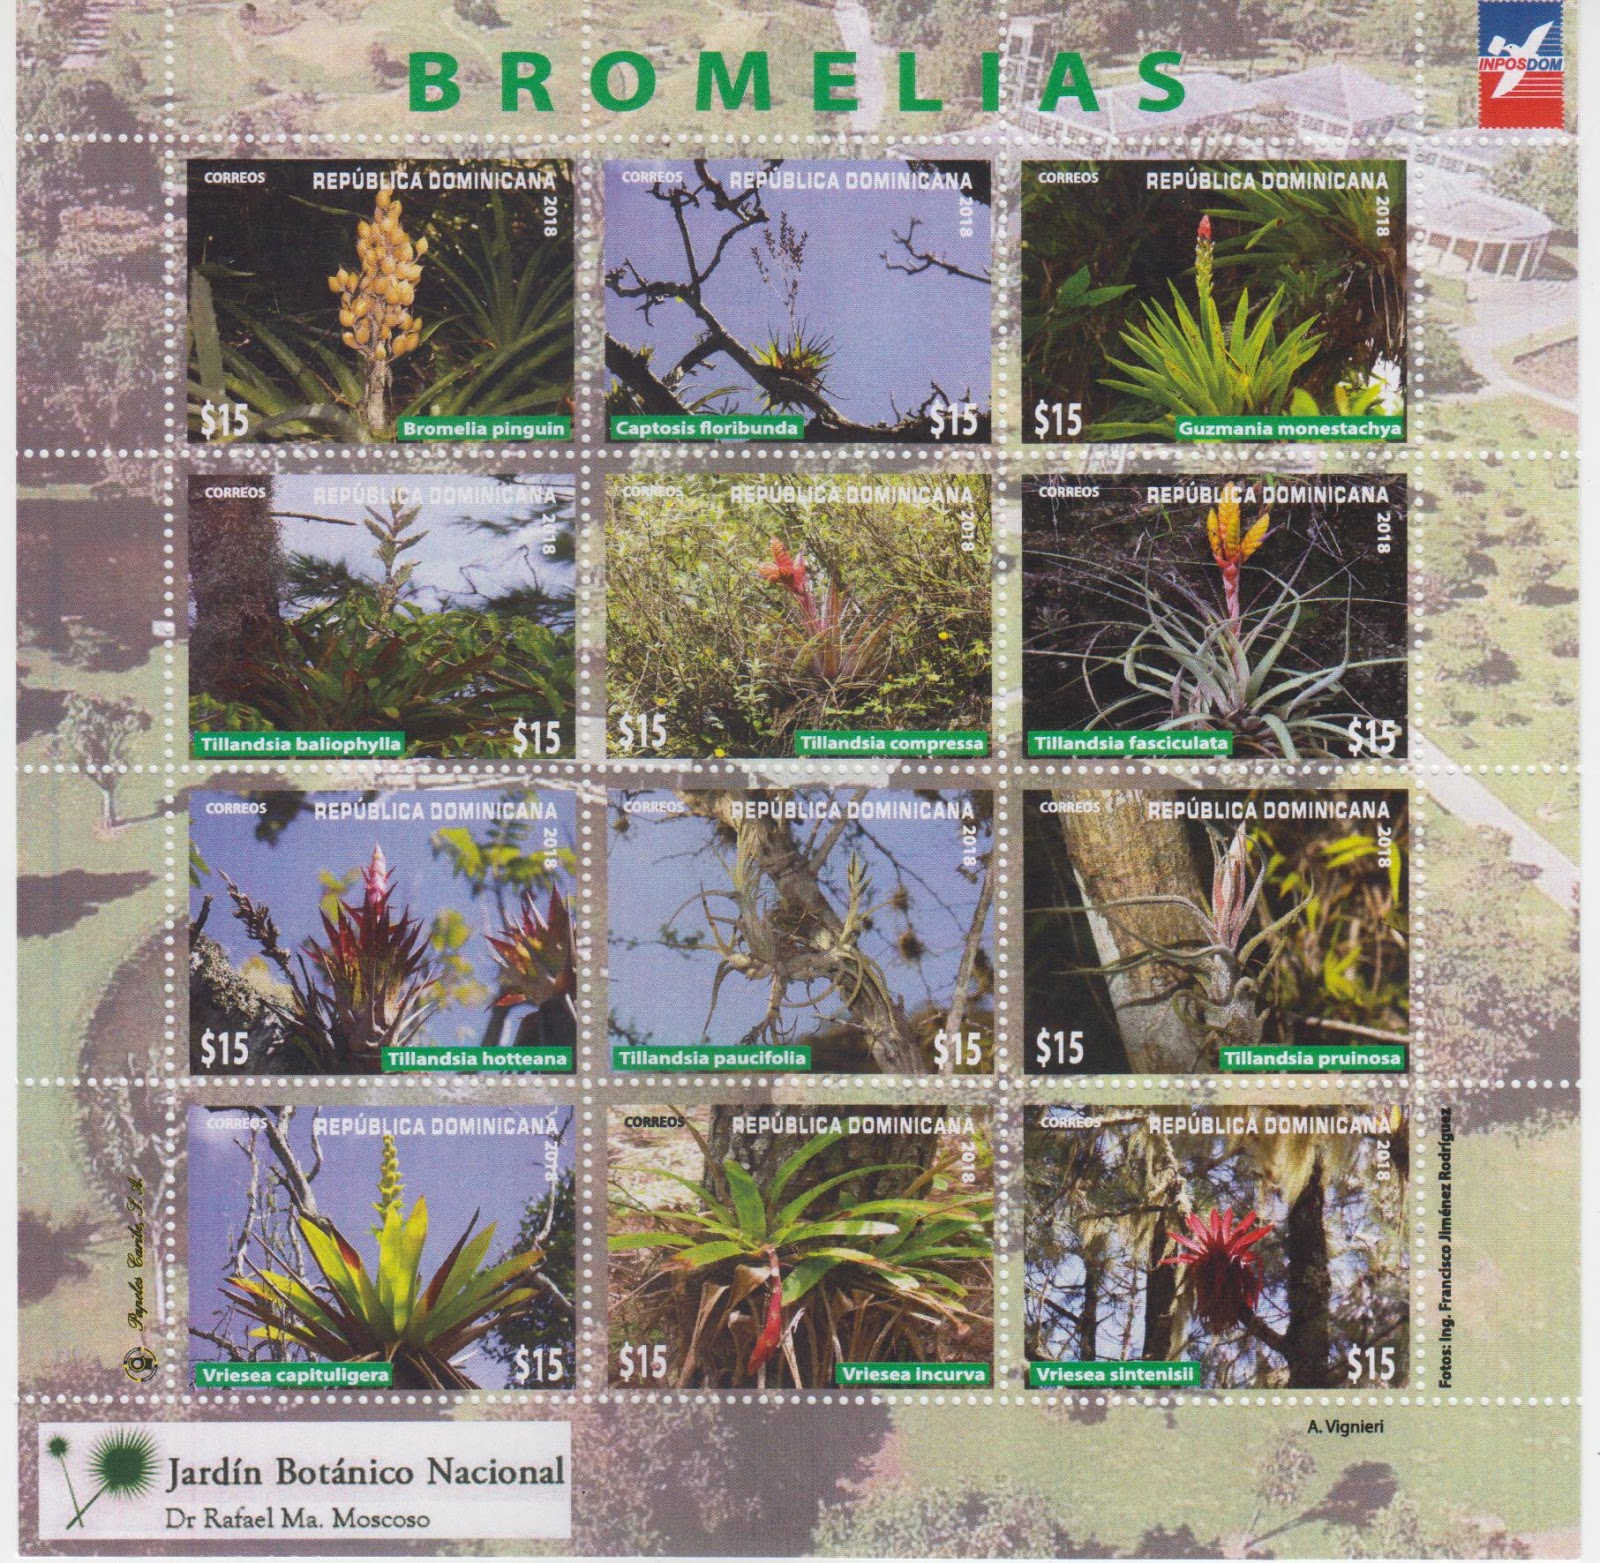 BROMELIAS
INPOSDOM
CORREOS REPÚBLICA DOMINICANA
2018
$15 Bromelia pinguin
CORREOS REPÚBLICA DOMINICANA
2018
Captosis floribunda $15
CORREOS REPÚBLICA DOMINICANA
2018
$15 Guzmania monestachya
CORREOS REPÚBLICA DOMINICANA
2018
Tillandsia baliophylla $15
CORREOS REPÚBLICA DOMINICANA
2018
$15 Tillandsia compressa
CORREOS REPÚBLICA DOMINICANA
2018
Tillandsia fasciculata $15
CORREOS REPÚBLICA DOMINICANA
2018
$15 Tillandsia hotteana
CORREOS REPÚBLICA DOMINICANA
2018
Tillandsia paucifolia $15
CORREOS REPÚBLICA DOMINICANA
2018
$15 Tillandsia pruinosa
CORREOS REPÚBLICA DOMINICANA
2018
Vriesea capituligera $15
CORREOS REPÚBLICA DOMINICANA
2018
$15 Vriesea incurva
CORREOS REPÚBLICA DOMINICANA
2018
Vriesea sintenisii $15
Papeles Caribe, S. A.
Fotos: Ing. Francisco Jiménez Rodríguez
A. Vignieri
Jardín Botánico Nacional
Dr Rafael Ma. Moscoso